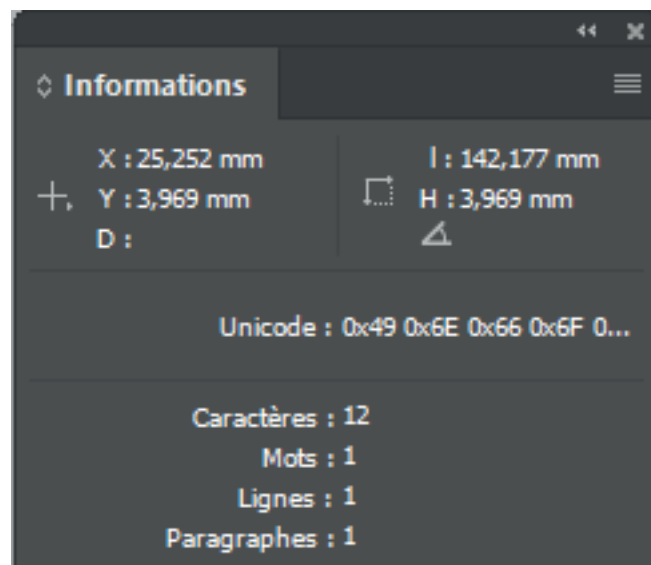 Informations
X : 25,252 mm
Y : 3,969 mm
D :
l : 142,177 mm
H : 3,969 mm
Unicode : 0x49 0x6E 0x66 0x6F 0...
Caractères : 12
Mots : 1
Lignes : 1
Paragraphes : 1